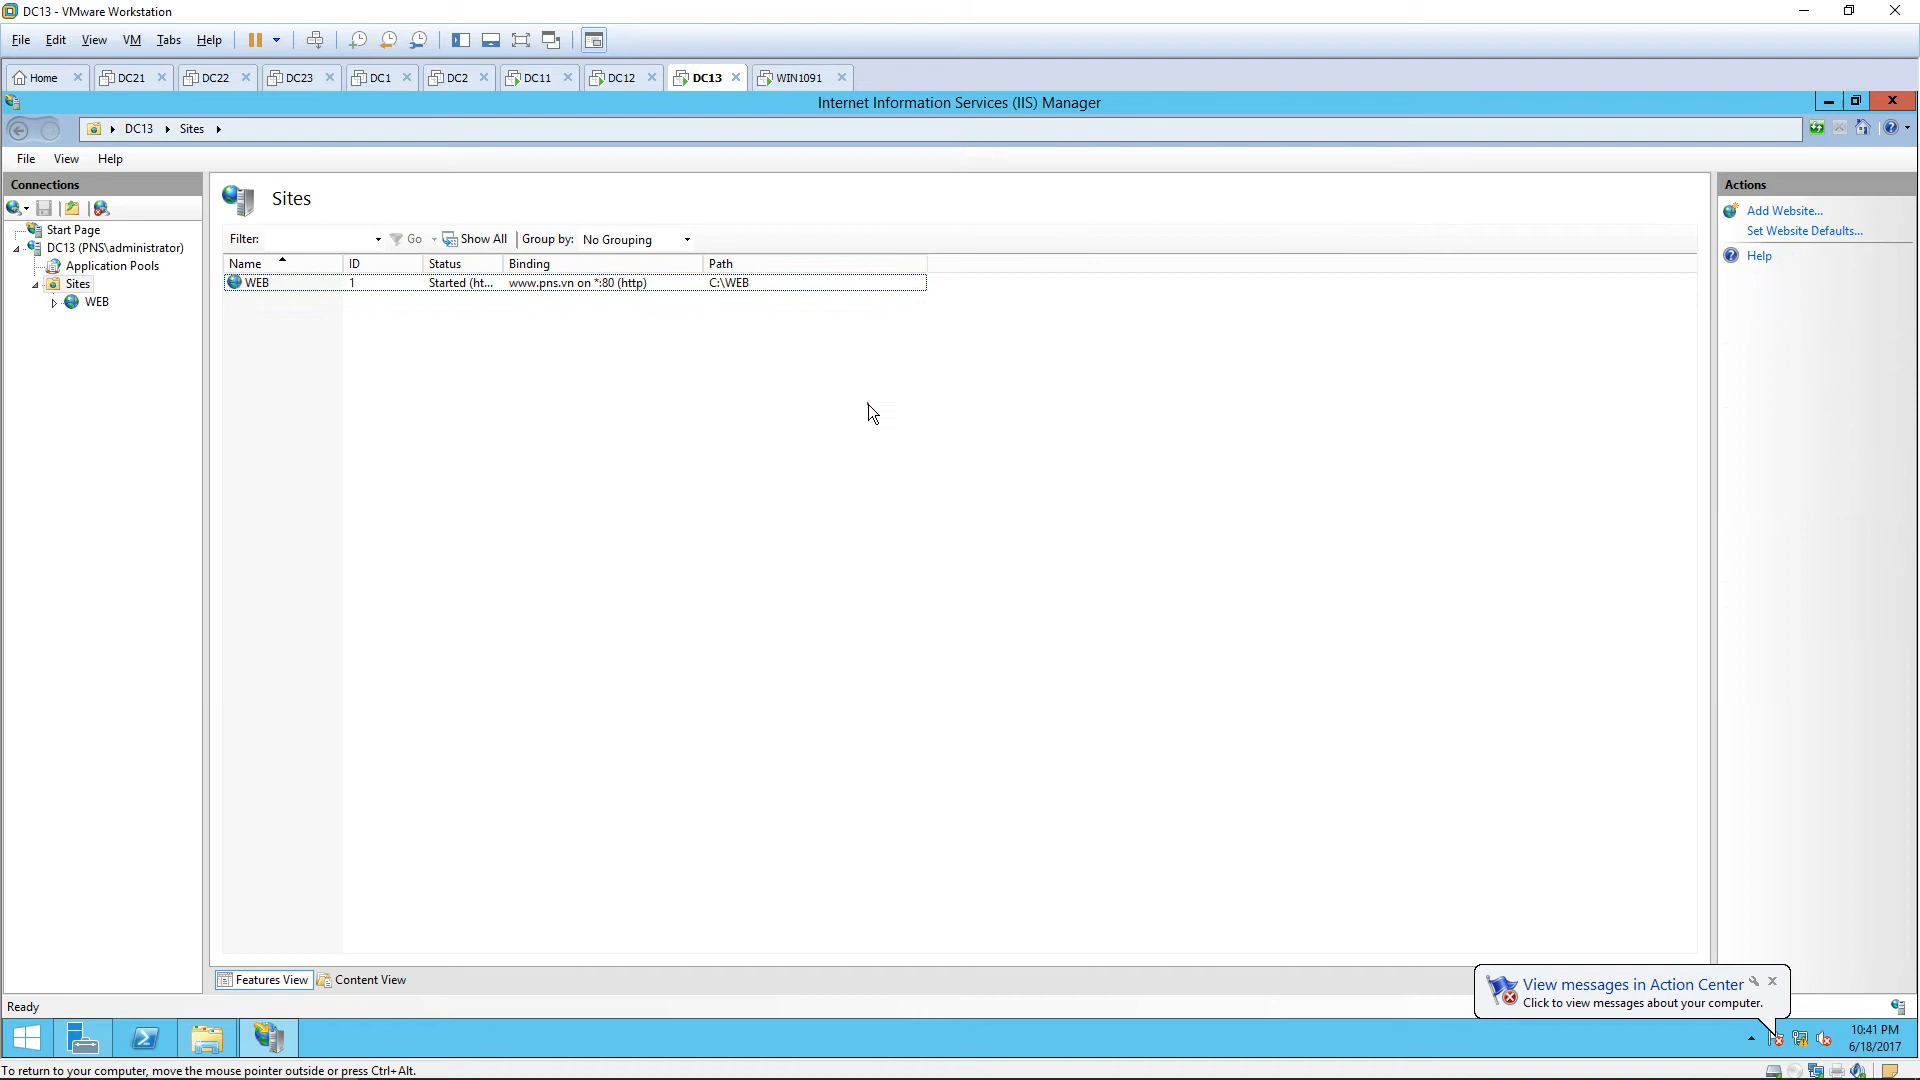 DC13 - VMware Workstation
File Edit View VM Tabs Help
Home DC21 DC22 DC23 DC1 DC2 DC11 DC12 DC13 WIN1091
Internet Information Services (IIS) Manager
DC13 Sites
File View Help
Connections
Start Page
DC13 (PNS\administrator)
Application Pools
Sites
WEB
Sites
Filter: Go Show All Group by: No Grouping
Name ID Status Binding Path
WEB 1 Started (ht... www.pns.vn on *:80 (http) C:\WEB
Features View Content View
Actions
Add Website...
Set Website Defaults...
Help
View messages in Action Center
Click to view messages about your computer.
Ready
10:41 PM
6/18/2017
To return to your computer, move the mouse pointer outside or press Ctrl+Alt.